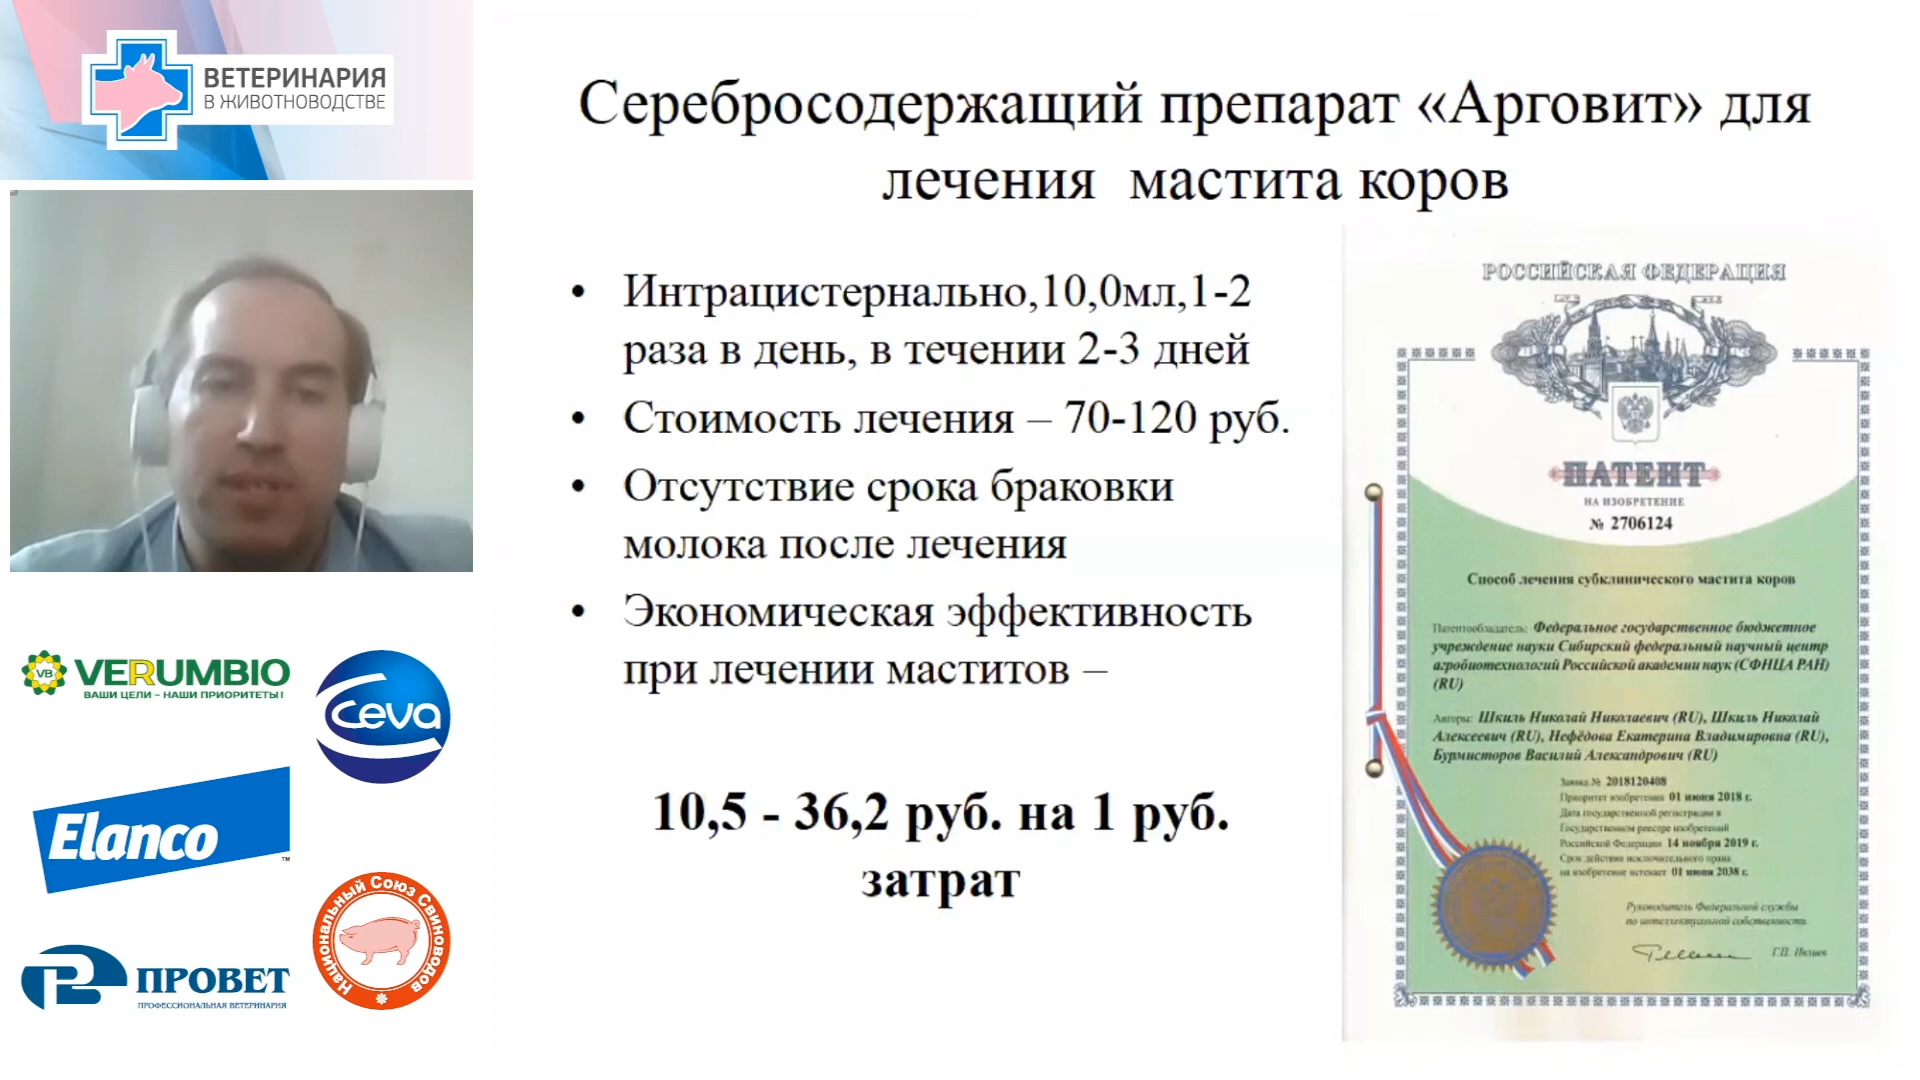 ВЕТЕРИНАРИЯ
В ЖИВОТНОВОДСТВЕ
Серебросодержащий препарат «Арговит» для
лечения мастита коров
• Интрацистернально,10,0мл,1-2
раза в день, в течении 2-3 дней
• Стоимость лечения – 70-120 руб.
• Отсутствие срока браковки
молока после лечения
• Экономическая эффективность
при лечении маститов –
10,5 - 36,2 руб. на 1 руб.
затрат
РОССИЙСКАЯ ФЕДЕРАЦИЯ
ПАТЕНТ
НА ИЗОБРЕТЕНИЕ
№ 2706124
Способ лечения субклинического мастита коров
Патентообладатель: Федеральное государственное бюджетное
учреждение науки Сибирский федеральный научный центр
агробиотехнологий Российской академии наук (СФНЦА РАН)
(RU)
Авторы: Шкиль Николай Николаевич (RU), Шкиль Николай
Алексеевич (RU), Нефёдова Екатерина Владимировна (RU),
Бурмисторов Василий Александрович (RU)
Заявка № 2018120408
Приоритет изобретения 01 июня 2018 г.
Дата государственной регистрации в
Государственном реестре изобретений
Российской Федерации 14 ноября 2019 г.
Срок действия исключительного права
на изобретение истекает 01 июня 2038 г.
Руководитель Федеральной службы
по интеллектуальной собственности
Г.П. Ивлиев
VB VERUMBIO
ВАШИ ЦЕЛИ – НАШИ ПРИОРИТЕТЫ!
Ceva
Elanco
™
Национальный Союз Свиноводов
ПРОВЕТ
ПРОФЕССИОНАЛЬНАЯ ВЕТЕРИНАРИЯ